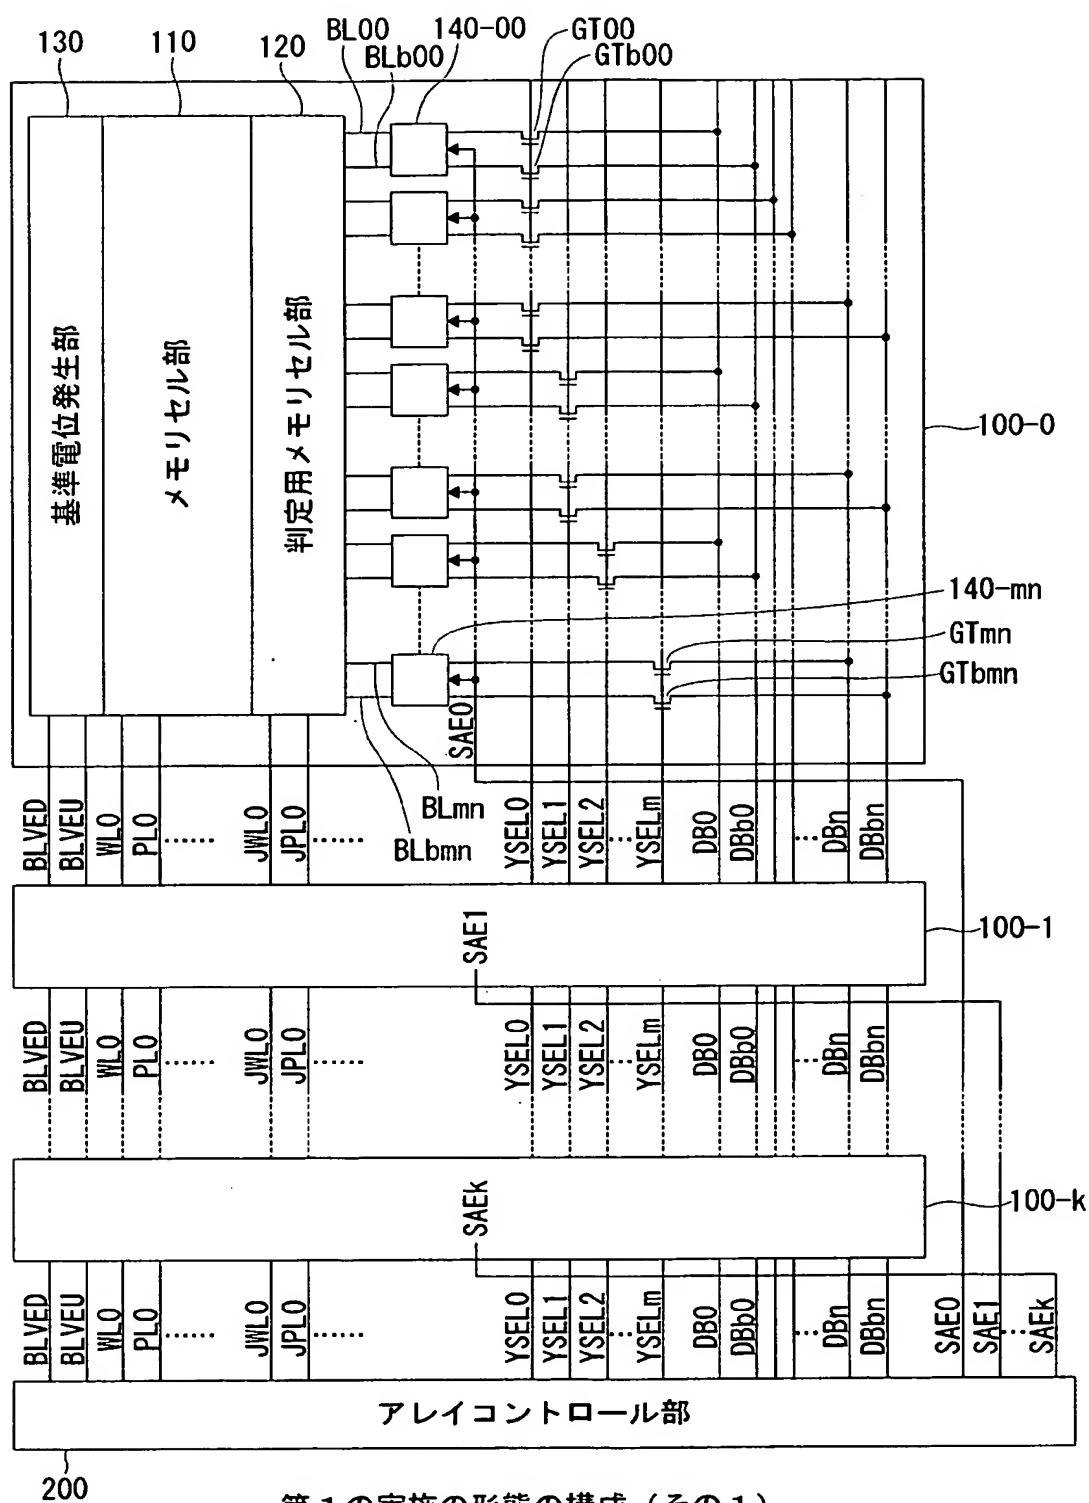 130
110
120
BL00
BLb00
140-00
GT00
GTb00
基準電位発生部
メモリセル部
判定用メモリセル部
100-0
140-mn
GTmn
GTbmn
SAE0
BLmn
BLbmn
BLVED
BLVEU
WL0
PL0
......
JWL0
JPL0
......
YSEL0
YSEL1
YSEL2
...
YSELm
DB0
DBb0
...
DBn
DBbn
SAE1
100-1
BLVED
BLVEU
WL0
PL0
......
JWL0
JPL0
......
YSEL0
YSEL1
YSEL2
...
YSELm
DB0
DBb0
...
DBn
DBbn
SAEk
100-k
BLVED
BLVEU
WL0
PL0
......
JWL0
JPL0
......
YSEL0
YSEL1
YSEL2
...
YSELm
DB0
DBb0
...
DBn
DBbn
SAE0
SAE1
...
SAEk
アレイコントロール部
200
第1の実施の形態の構成(その1)